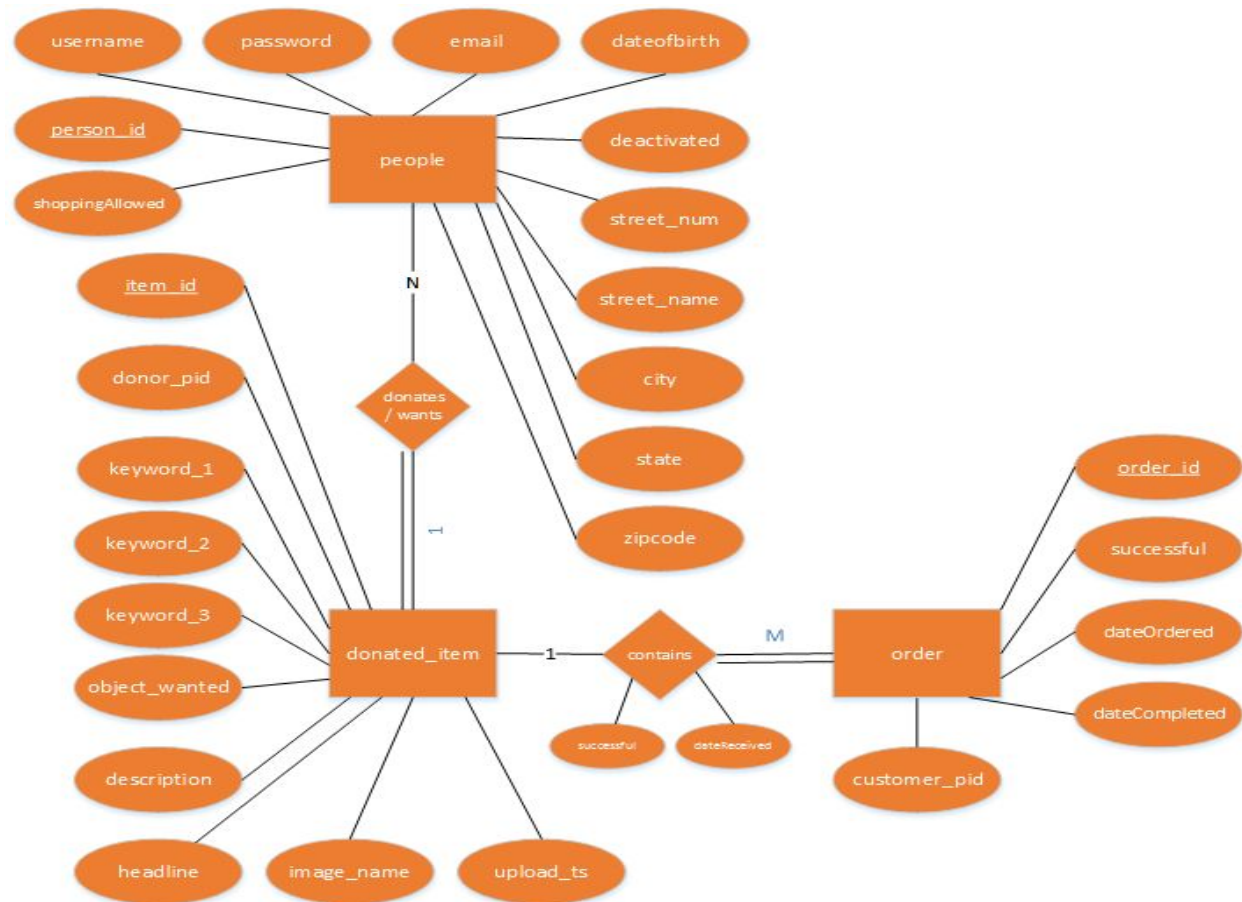 username
password
email
dateofbirth
person_id
people
deactivated
shoppingAllowed
street_num
item_id
N
street_name
donor_pid
donates
/ wants
city
keyword_1
state
order_id
keyword_2
1
zipcode
successful
keyword_3
donated_item
1
contains
M
order
dateOrdered
object_wanted
dateCompleted
successful
dateReceived
description
customer_pid
headline
image_name
upload_ts